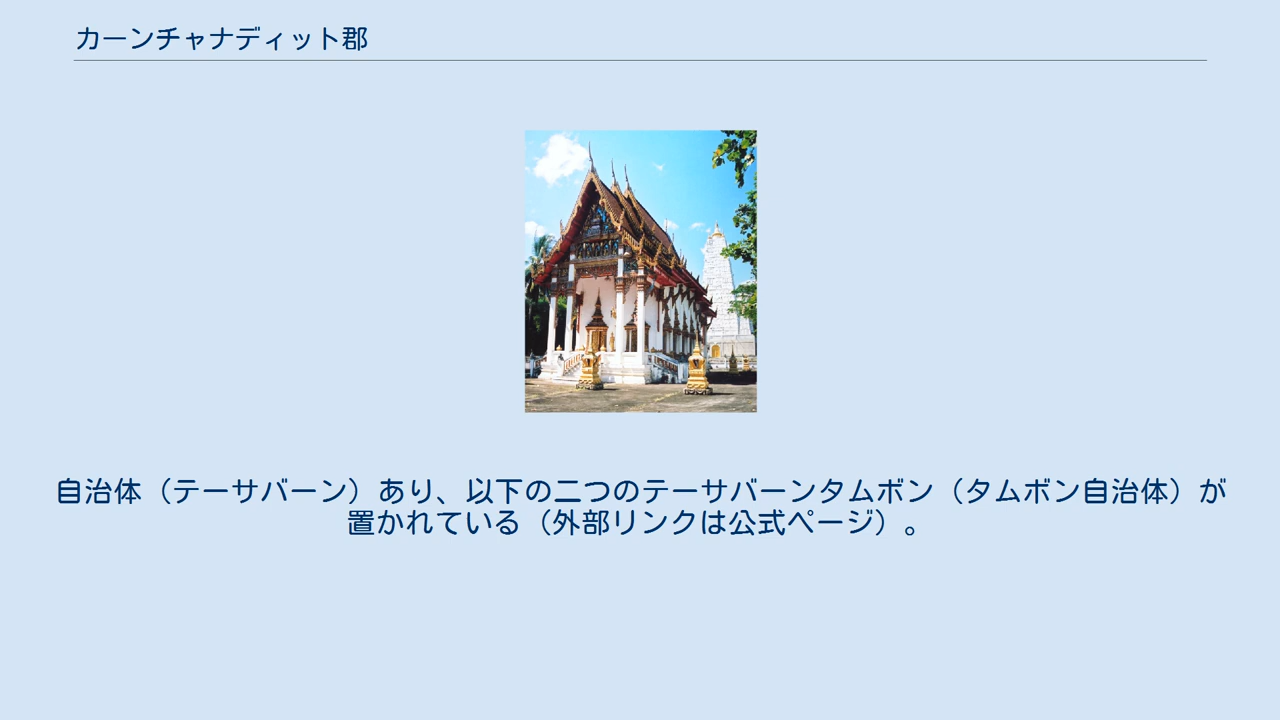 カーンチャナディット郡
自治体（テーサバーン）あり、以下の二つのテーサバーンタムボン（タムボン自治体）が
置かれている（外部リンクは公式ページ）。